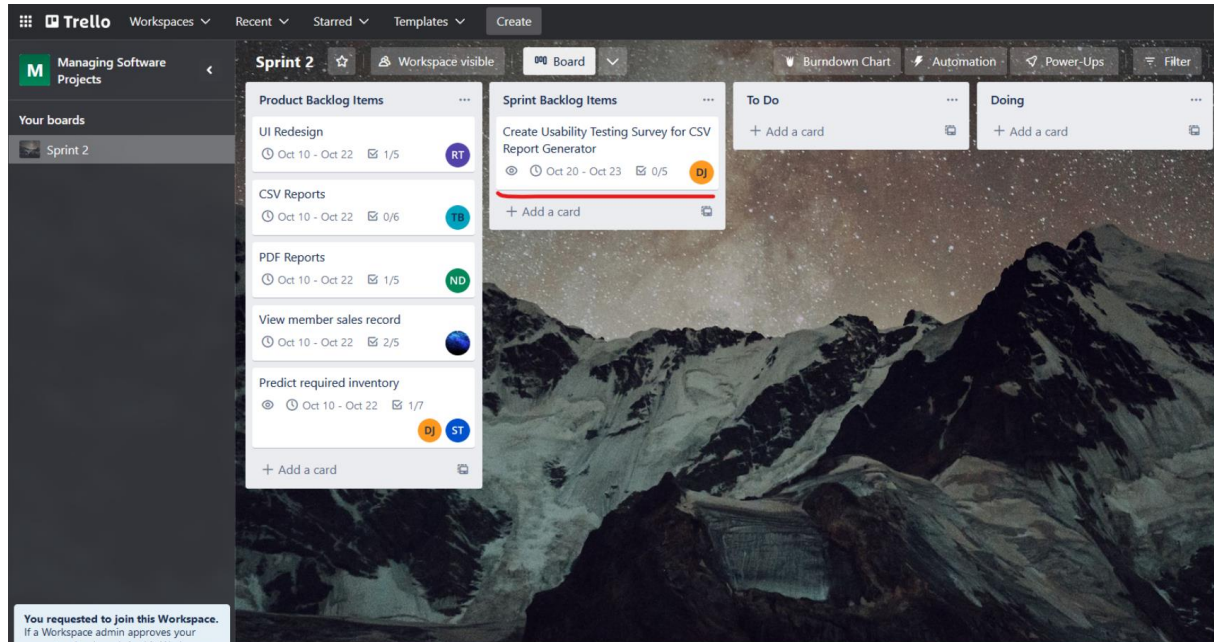 Trello Workspaces Recent Starred Templates Create
M Managing Software
Projects
Your boards
Sprint 2
You requested to join this Workspace.
If a Workspace admin approves your
Sprint 2 Workspace visible Board Burndown Chart Automation Power-Ups Filter
Product Backlog Items
UI Redesign
Oct 10 - Oct 22 1/5 RT
CSV Reports
Oct 10 - Oct 22 0/6 TB
PDF Reports
Oct 10 - Oct 22 1/5 ND
View member sales record
Oct 10 - Oct 22 2/5
Predict required inventory
Oct 10 - Oct 22 1/7
DJ ST
+ Add a card
Sprint Backlog Items
Create Usability Testing Survey for CSV
Report Generator
Oct 20 - Oct 23 0/5 DJ
+ Add a card
To Do
+ Add a card
Doing
+ Add a card